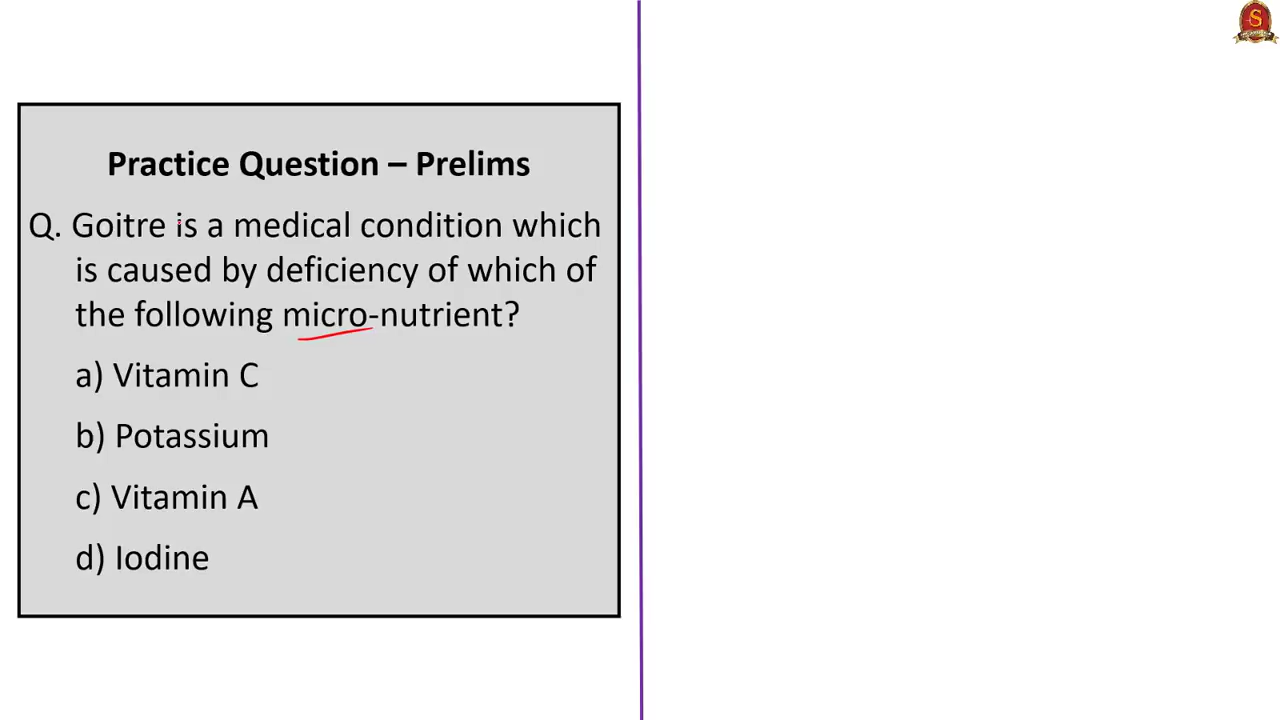 Practice Question – Prelims
Q. Goitre is a medical condition which
is caused by deficiency of which of
the following micro-nutrient?
a) Vitamin C
b) Potassium
c) Vitamin A
d) Iodine
S